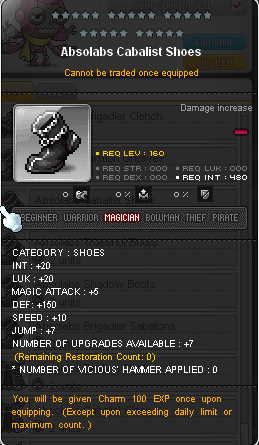 Absolabs Cabalist Shoes
Cannot be traded once equipped
Damage increase
REQ LEV : 160
REQ STR : 000
REQ LUK : 000
REQ DEX : 000
REQ INT : 480
0
0
0
BEGINNER WARRIOR MAGICIAN BOWMAN THIEF PIRATE
CATEGORY : SHOES
INT : +20
LUK : +20
MAGIC ATTACK : +5
DEF: +150
SPEED : +10
JUMP : +7
NUMBER OF UPGRADES AVAILABLE : +7
(Remaining Restoration Count: 0)
* NUMBER OF VICIOUS' HAMMER APPLIED : 0
You will be given Charm 100 EXP once upon
equipping. (Except upon exceeding daily limit or
maximum count. )